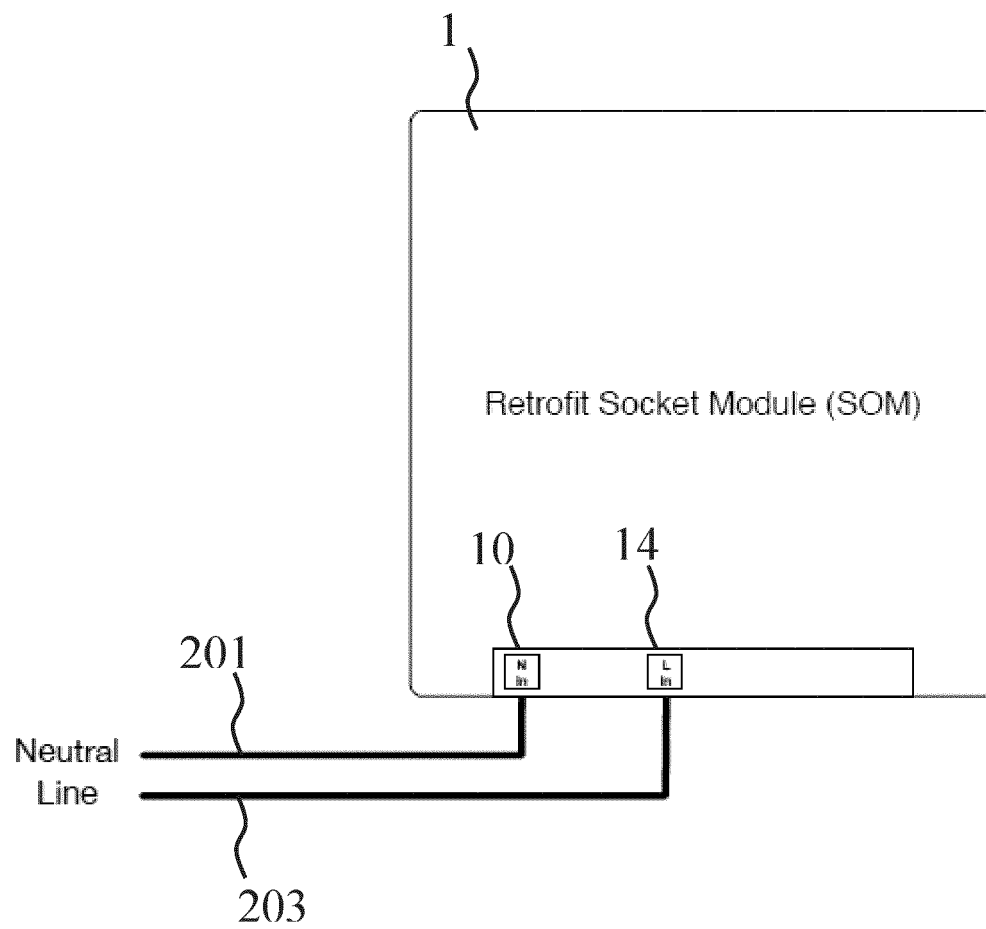 1
Retrofit Socket Module (SOM)
10 14
N
In
L
In
201
Neutral
Line
203